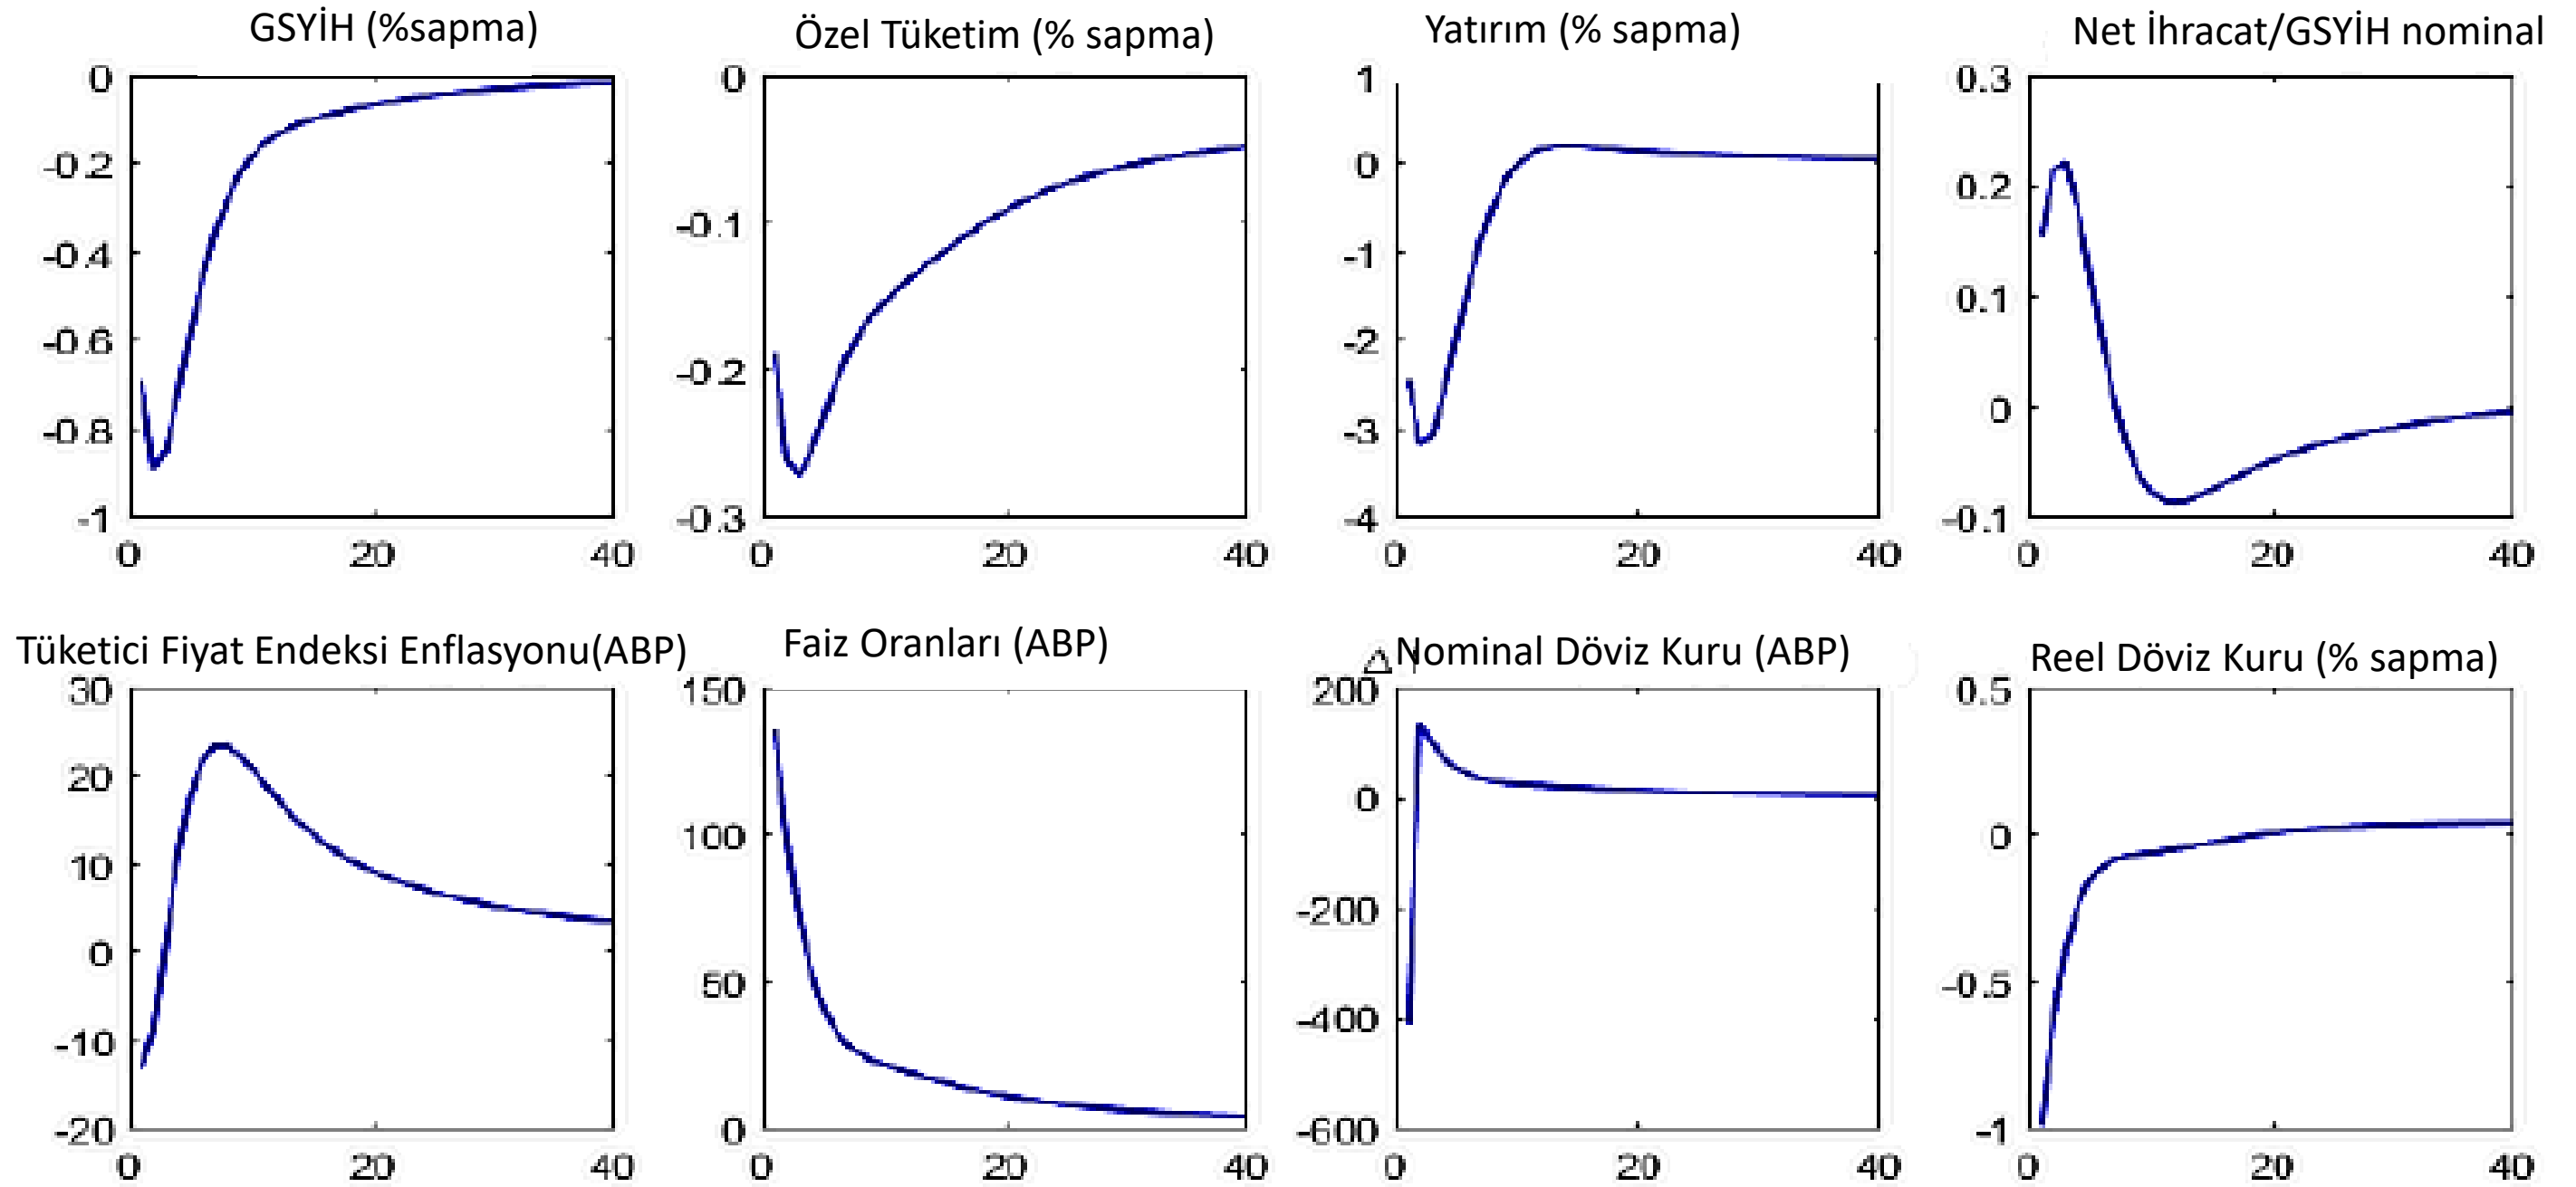 GSYİH (%sapma)
0
-0.2
-0.4
-0.6
-0.8
-1
0 20 40
Özel Tüketim (% sapma)
0
-0.1
-0.2
-0.3
0 20 40
Yatırım (% sapma)
1
0
-1
-2
-3
-4
0 20 40
Net İhracat/GSYİH nominal
0.3
0.2
0.1
0
-0.1
0 20 40
Tüketici Fiyat Endeksi Enflasyonu(ABP)
30
20
10
0
-10
-20
0 20 40
Faiz Oranları (ABP)
150
100
50
0
0 20 40
△Nominal Döviz Kuru (ABP)
200
0
-200
-400
-600
0 20 40
Reel Döviz Kuru (% sapma)
0.5
0
-0.5
-1
0 20 40